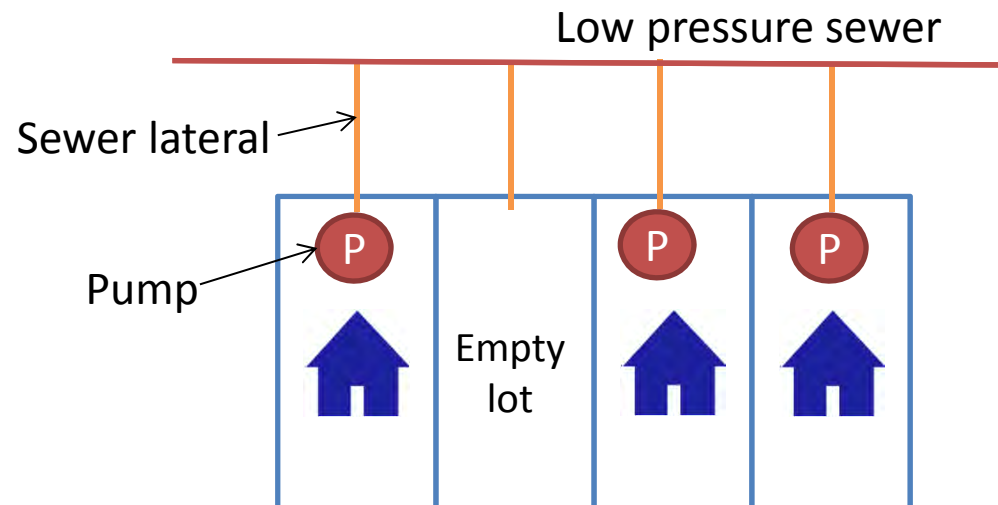 Low pressure sewer
Sewer lateral
P
P
P
Pump
Empty
lot